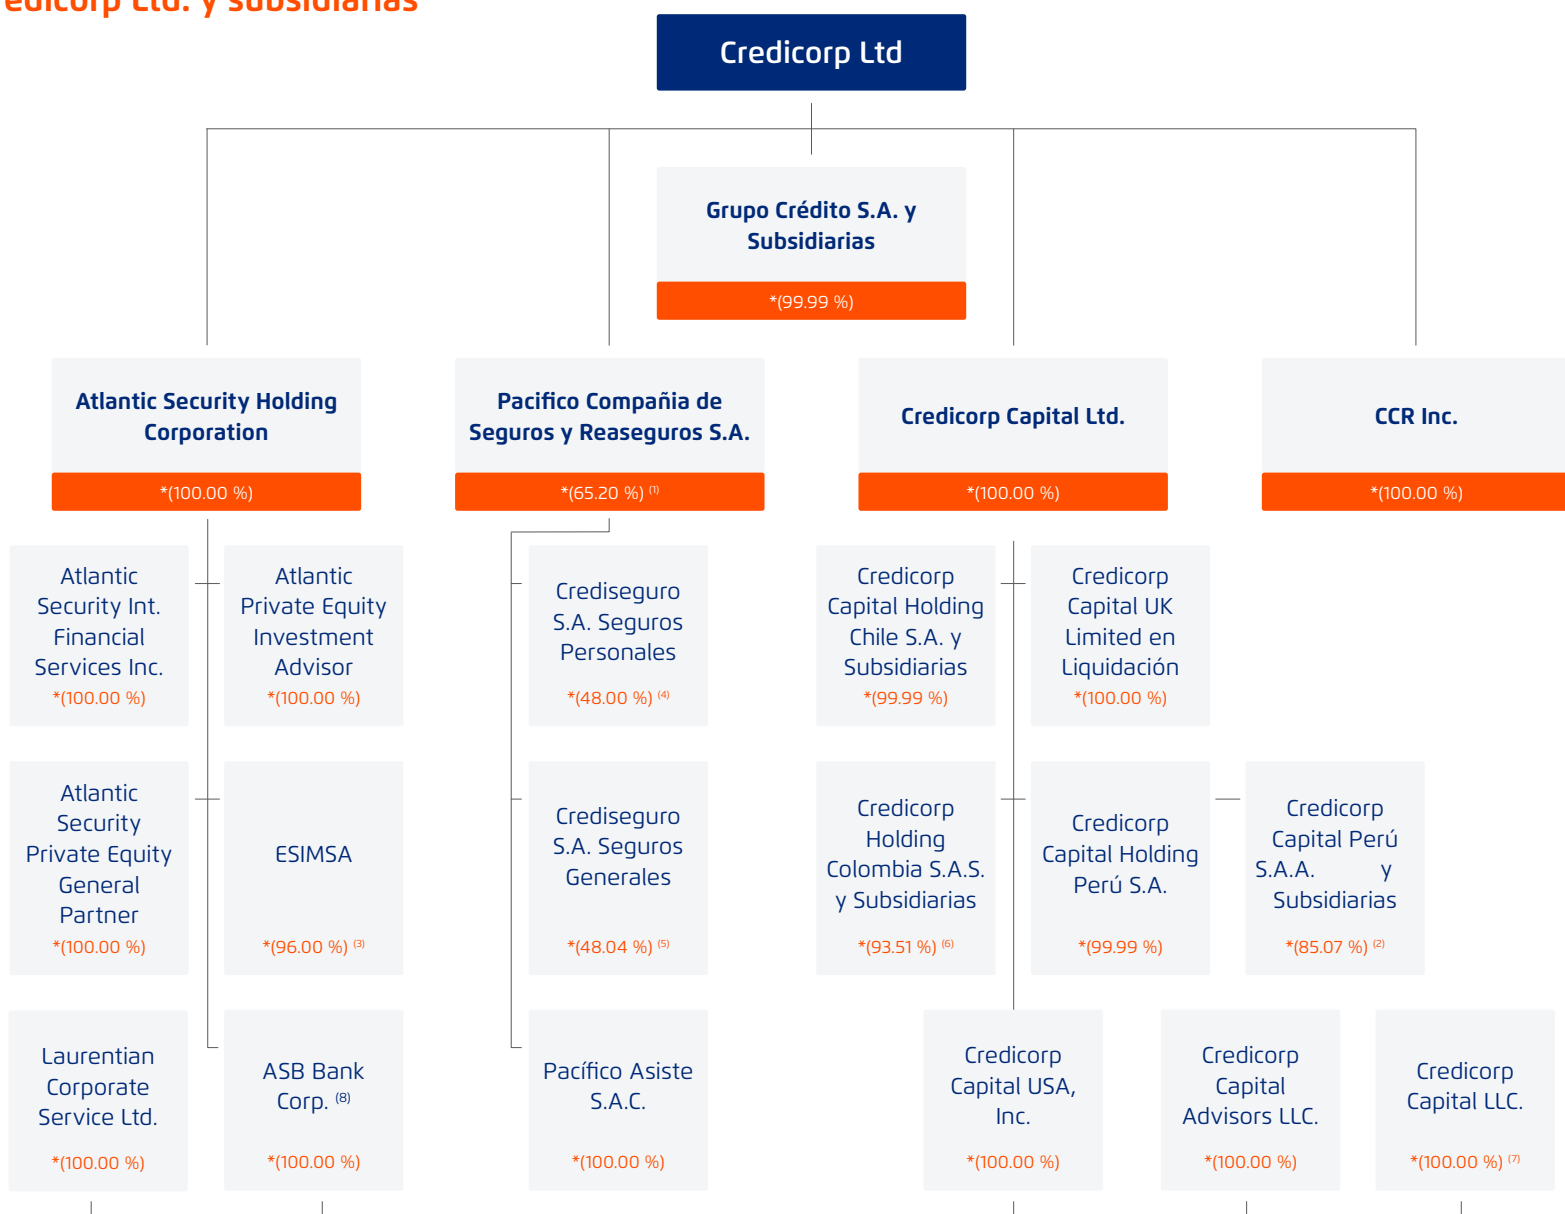 edicorp Ltd. y subsidiarias
Credicorp Ltd
Grupo Crédito S.A. y
Subsidiarias
*(99.99 %)
Atlantic Security Holding
Corporation
*(100.00 %)
Pacifico Compañia de
Seguros y Reaseguros S.A.
*(65.20 %) (1)
Credicorp Capital Ltd.
*(100.00 %)
CCR Inc.
*(100.00 %)
Atlantic
Security Int.
Financial
Services Inc.
*(100.00 %)
Atlantic
Private Equity
Investment
Advisor
*(100.00 %)
Crediseguro
S.A. Seguros
Personales
*(48.00 %) (4)
Credicorp
Capital Holding
Chile S.A. y
Subsidiarias
*(99.99 %)
Credicorp
Capital UK
Limited en
Liquidación
*(100.00 %)
Atlantic
Security
Private Equity
General
Partner
*(100.00 %)
ESIMSA
*(96.00 %) (3)
Crediseguro
S.A. Seguros
Generales
*(48.04 %) (5)
Credicorp
Holding
Colombia S.A.S.
y Subsidiarias
*(93.51 %) (6)
Credicorp
Capital Holding
Perú S.A.
*(99.99 %)
Credicorp
Capital Perú
S.A.A. y
Subsidiarias
*(85.07 %) (2)
Laurentian
Corporate
Service Ltd.
*(100.00 %)
ASB Bank
Corp. (8)
*(100.00 %)
Pacífico Asiste
S.A.C.
*(100.00 %)
Credicorp
Capital USA,
Inc.
*(100.00 %)
Credicorp
Capital
Advisors LLC.
*(100.00 %)
Credicorp
Capital LLC.
*(100.00 %) (7)